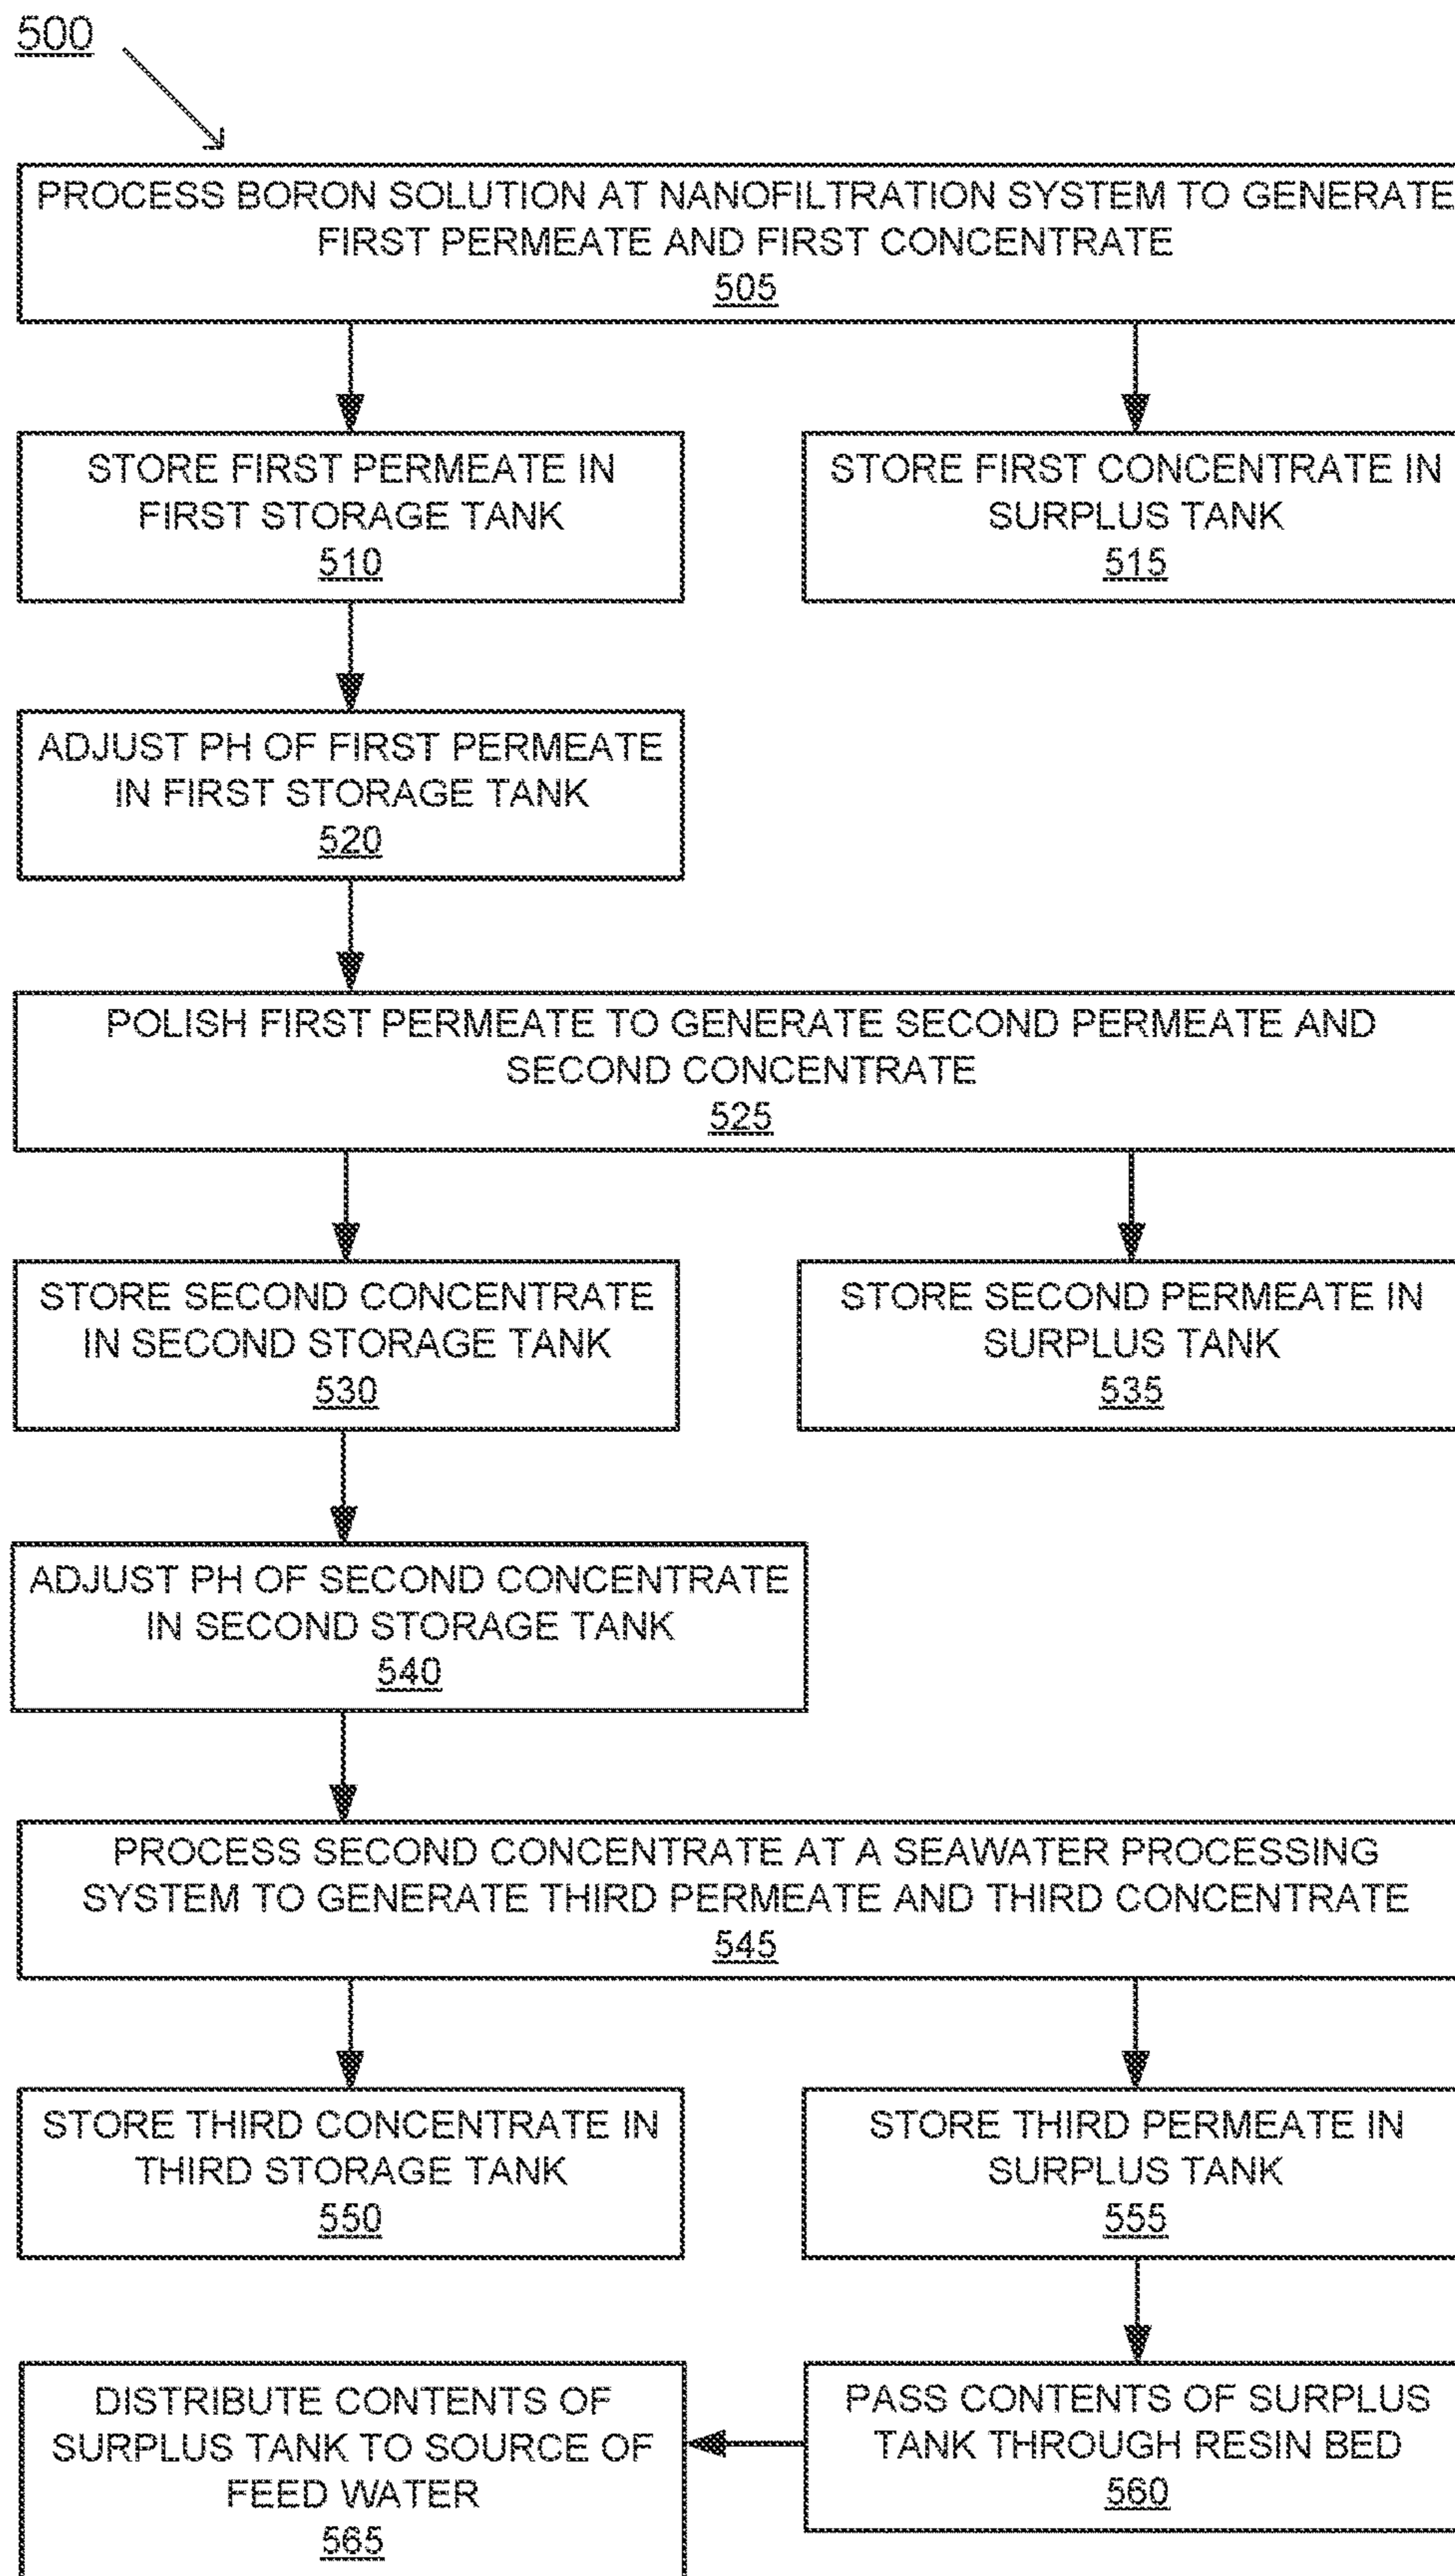 500
PROCESS BORON SOLUTION AT NANOFILTRATION SYSTEM TO GENERATE
FIRST PERMEATE AND FIRST CONCENTRATE
505
STORE FIRST PERMEATE IN
FIRST STORAGE TANK
510
STORE FIRST CONCENTRATE IN
SURPLUS TANK
515
ADJUST PH OF FIRST PERMEATE
IN FIRST STORAGE TANK
520
POLISH FIRST PERMEATE TO GENERATE SECOND PERMEATE AND
SECOND CONCENTRATE
525
STORE SECOND CONCENTRATE
IN SECOND STORAGE TANK
530
STORE SECOND PERMEATE IN
SURPLUS TANK
535
ADJUST PH OF SECOND CONCENTRATE
IN SECOND STORAGE TANK
540
PROCESS SECOND CONCENTRATE AT A SEAWATER PROCESSING
SYSTEM TO GENERATE THIRD PERMEATE AND THIRD CONCENTRATE
545
STORE THIRD CONCENTRATE IN
THIRD STORAGE TANK
550
STORE THIRD PERMEATE IN
SURPLUS TANK
555
DISTRIBUTE CONTENTS OF
SURPLUS TANK TO SOURCE OF
FEED WATER
565
PASS CONTENTS OF SURPLUS
TANK THROUGH RESIN BED
560